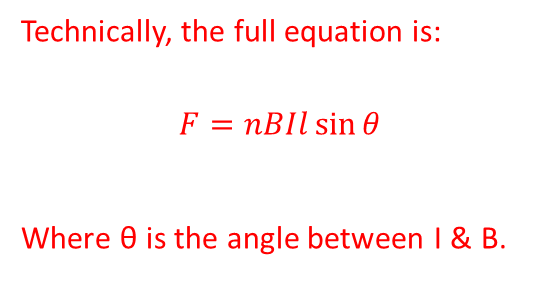 Technically, the full equation is:
F = nBIl sin θ
Where θ is the angle between I & B.